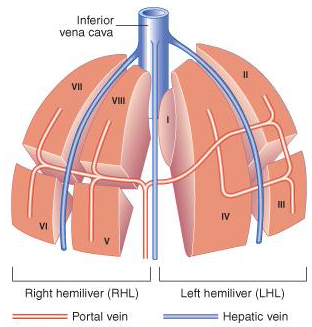 Inferior
vena cava
VII
VIII
I
II
VI
V
IV
III
Right hemiliver (RHL)
Left hemiliver (LHL)
Portal vein
Hepatic vein